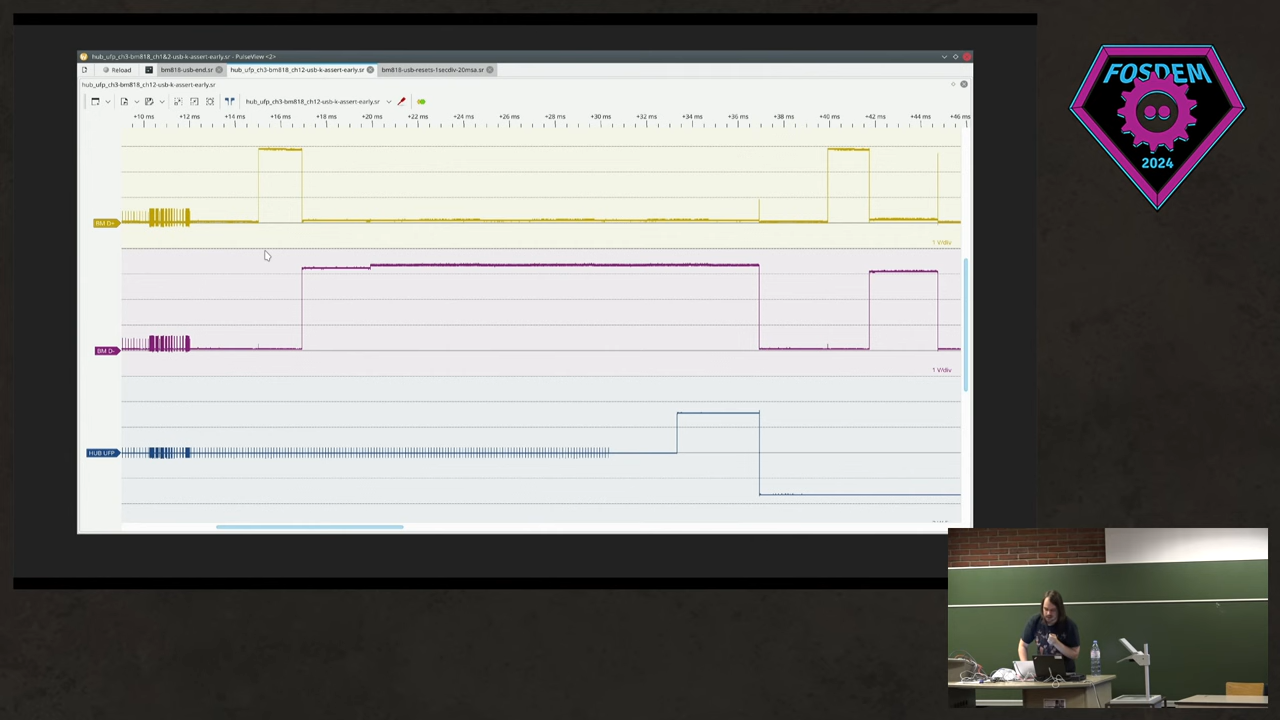 hub_ufp_ch3-bm818_ch1&2-usb-k-assert-early.sr - PulseView <2>
Reload
bm818-usb-end.sr
hub_ufp_ch3-bm818_ch12-usb-k-assert-early.sr
bm818-usb-resets-1secdiv-20msa.sr
hub_ufp_ch3-bm818_ch12-usb-k-assert-early.sr
hub_ufp_ch3-bm818_ch12-usb-k-assert-early.sr
+10 ms +12 ms +14 ms +16 ms +18 ms +20 ms +22 ms +24 ms +26 ms +28 ms +30 ms +32 ms +34 ms +36 ms +38 ms +40 ms +42 ms +44 ms +46 ms
BM D+
1 V/div
BM D-
1 V/div
HUB UFP
FOSDEM
2024